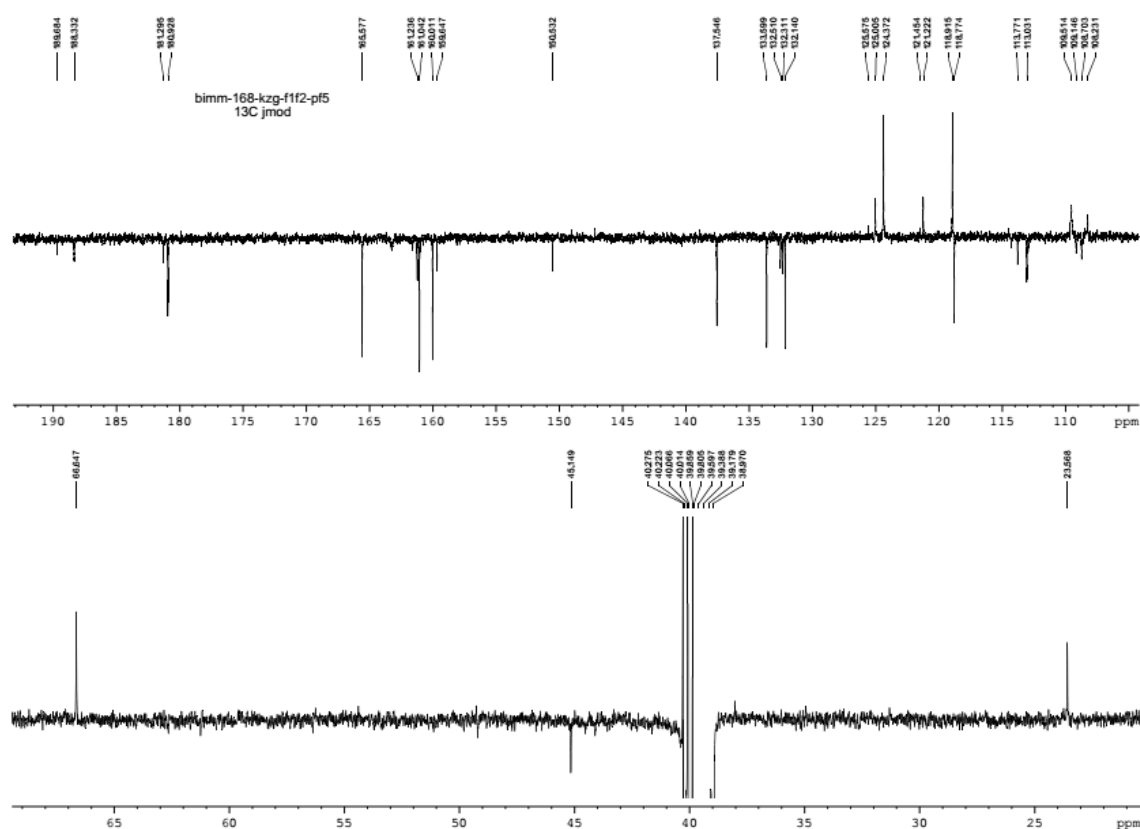 189.684 188.332 181.295 180.928 165.577 161.236 161.042 160.011 159.647 150.532 137.546 133.599 132.510 132.311 132.140 125.575 125.005 124.372 121.454 121.222 118.915 118.774 113.771 113.031 109.514 109.146 108.703 108.231
bimm-168-kzg-f1f2-pf5
13C jmod
190 185 180 175 170 165 160 155 150 145 140 135 130 125 120 115 110 ppm
66.647 45.149 40.275 40.223 40.066 40.014 39.859 39.805 39.597 39.388 39.179 38.970 23.568
65 60 55 50 45 40 35 30 25 ppm